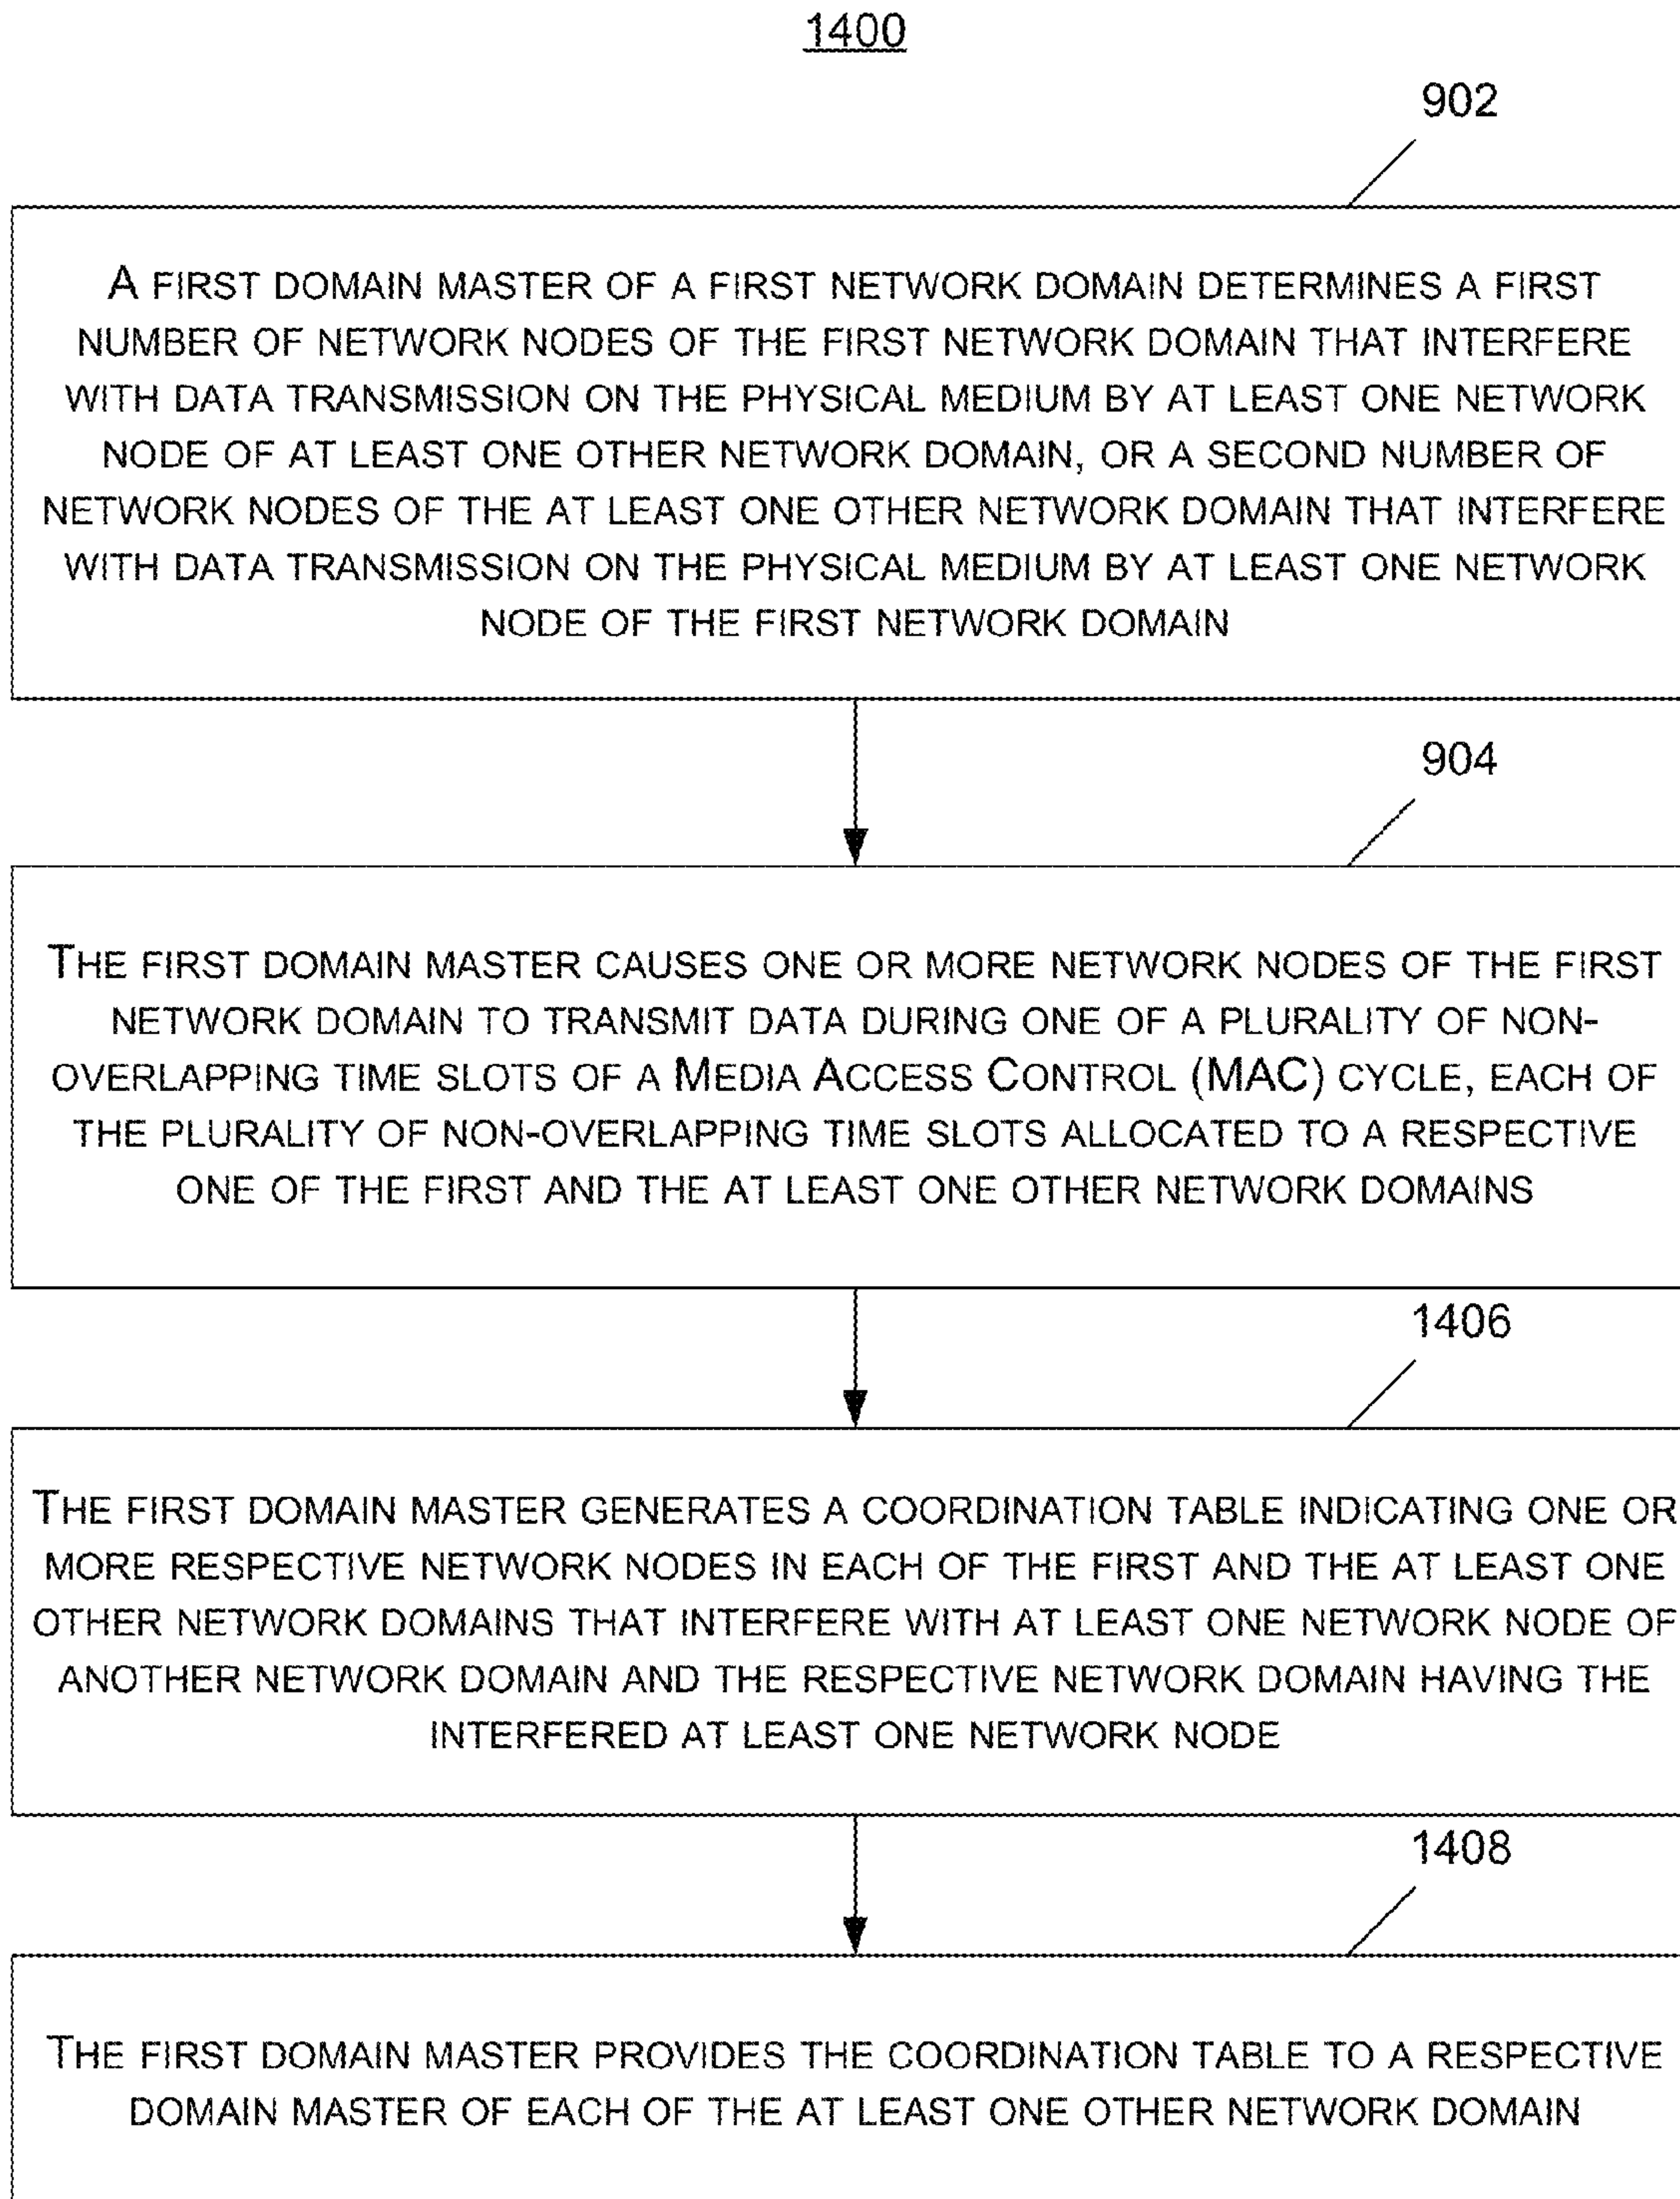 1400
902
A FIRST DOMAIN MASTER OF A FIRST NETWORK DOMAIN DETERMINES A FIRST
NUMBER OF NETWORK NODES OF THE FIRST NETWORK DOMAIN THAT INTERFERE
WITH DATA TRANSMISSION ON THE PHYSICAL MEDIUM BY AT LEAST ONE NETWORK
NODE OF AT LEAST ONE OTHER NETWORK DOMAIN, OR A SECOND NUMBER OF
NETWORK NODES OF THE AT LEAST ONE OTHER NETWORK DOMAIN THAT INTERFERE
WITH DATA TRANSMISSION ON THE PHYSICAL MEDIUM BY AT LEAST ONE NETWORK
NODE OF THE FIRST NETWORK DOMAIN
904
THE FIRST DOMAIN MASTER CAUSES ONE OR MORE NETWORK NODES OF THE FIRST
NETWORK DOMAIN TO TRANSMIT DATA DURING ONE OF A PLURALITY OF NON-
OVERLAPPING TIME SLOTS OF A MEDIA ACCESS CONTROL (MAC) CYCLE, EACH OF
THE PLURALITY OF NON-OVERLAPPING TIME SLOTS ALLOCATED TO A RESPECTIVE
ONE OF THE FIRST AND THE AT LEAST ONE OTHER NETWORK DOMAINS
1406
THE FIRST DOMAIN MASTER GENERATES A COORDINATION TABLE INDICATING ONE OR
MORE RESPECTIVE NETWORK NODES IN EACH OF THE FIRST AND THE AT LEAST ONE
OTHER NETWORK DOMAINS THAT INTERFERE WITH AT LEAST ONE NETWORK NODE OF
ANOTHER NETWORK DOMAIN AND THE RESPECTIVE NETWORK DOMAIN HAVING THE
INTERFERED AT LEAST ONE NETWORK NODE
1408
THE FIRST DOMAIN MASTER PROVIDES THE COORDINATION TABLE TO A RESPECTIVE
DOMAIN MASTER OF EACH OF THE AT LEAST ONE OTHER NETWORK DOMAIN